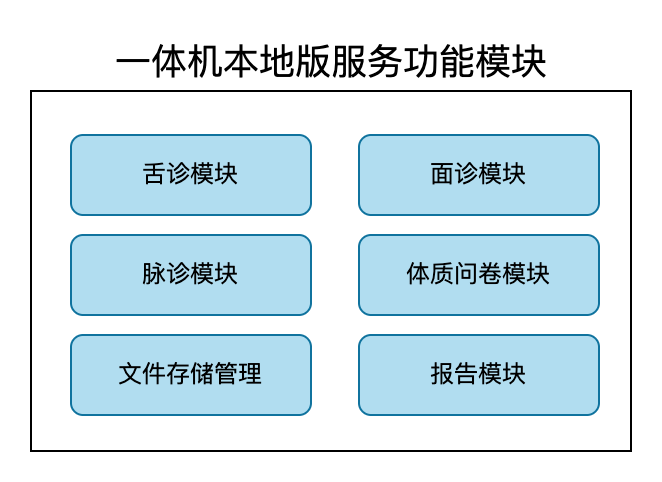 一体机本地版服务功能模块
舌诊模块
面诊模块
脉诊模块
体质问卷模块
文件存储管理
报告模块